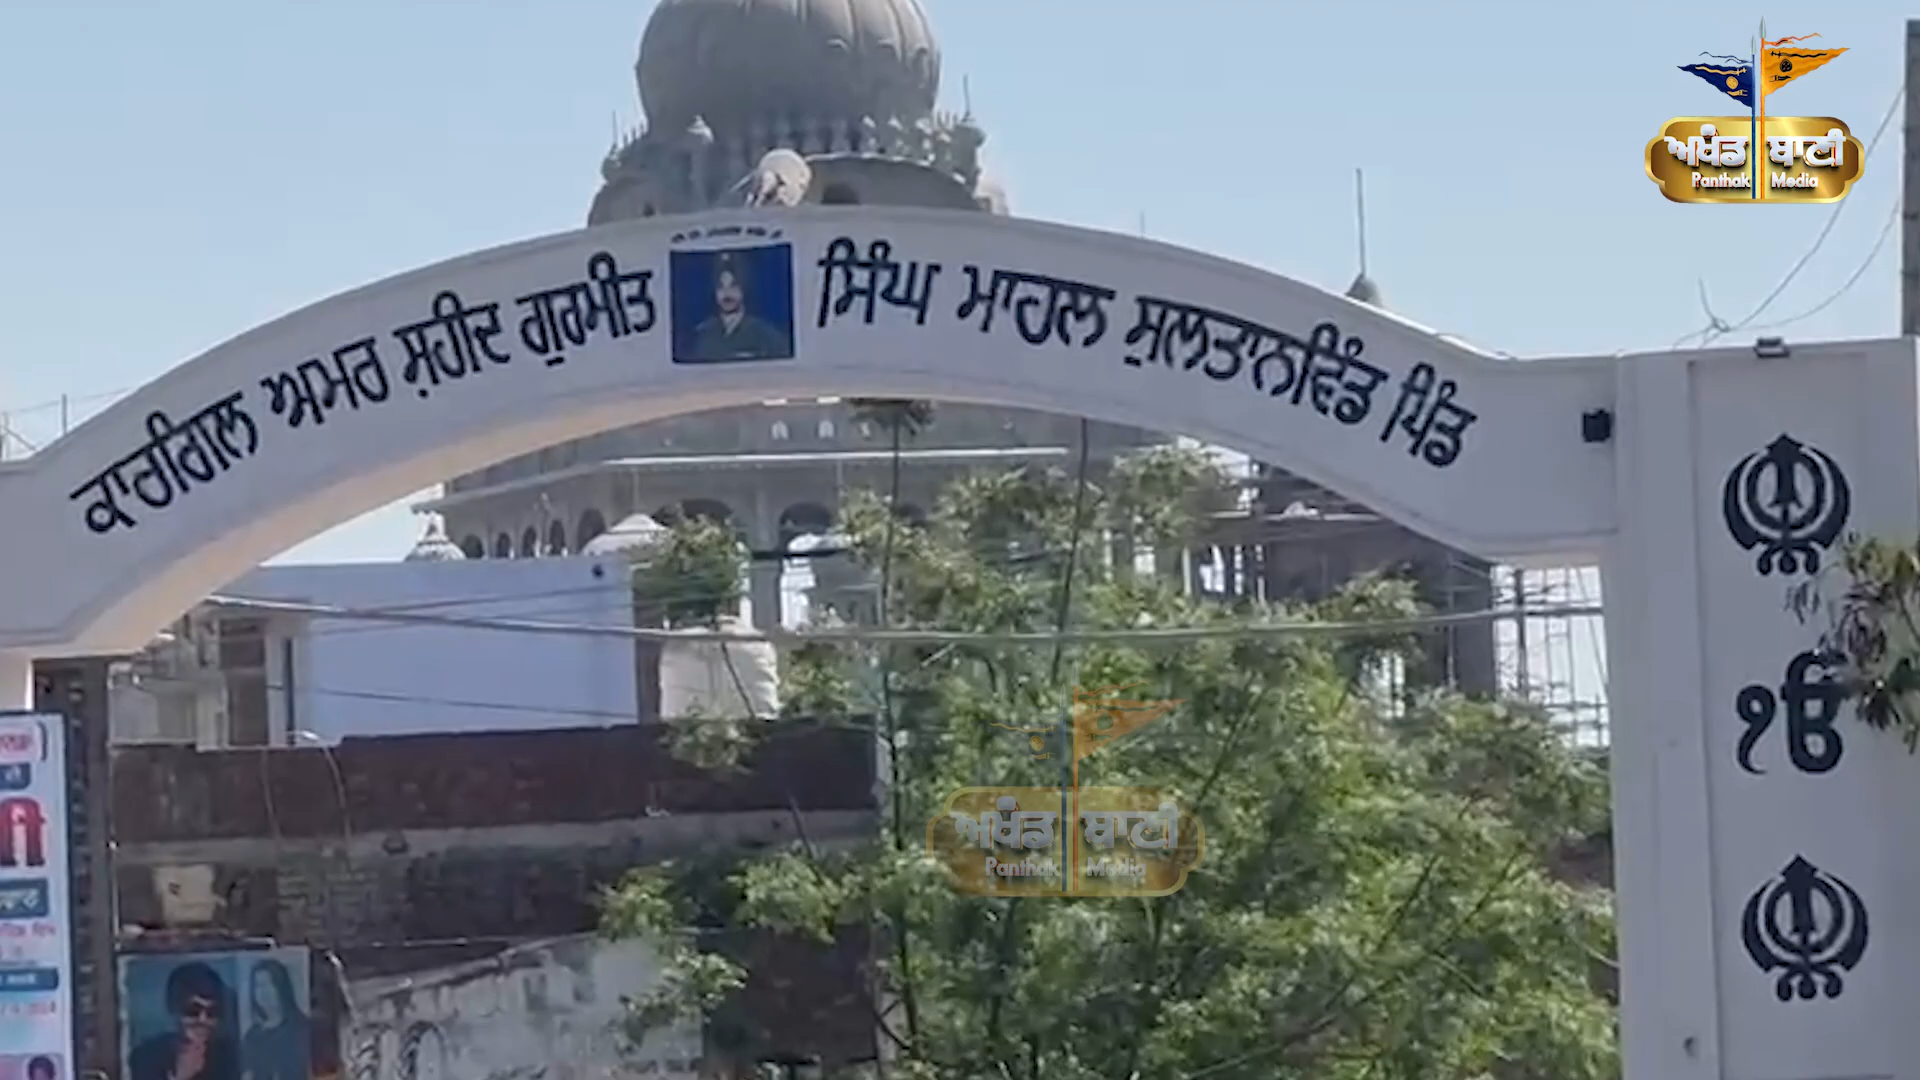 ਕਾਰਗਿਲ ਅਮਰ ਸ਼ਹੀਦ ਗੁਰਮੀਤ ਸਿੰਘ ਮਾਹਲ ਸੁਲਤਾਨਵਿੰਡ ਪਿੰਡ
ੴ
ਅਖੰਡ ਬਾਣੀ
Panthak Media
ਅਖੰਡ ਬਾਣੀ
Panthak Media